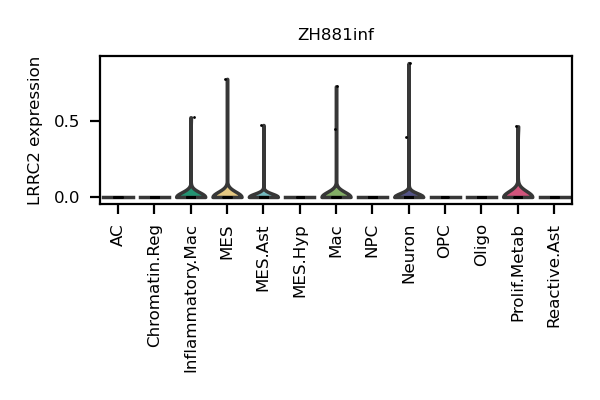 ZH881inf
LRRC2 expression
0.5
0.0
AC
Chromatin.Reg
Inflammatory.Mac
MES
MES.Ast
MES.Hyp
Mac
NPC
Neuron
OPC
Oligo
Prolif.Metab
Reactive.Ast